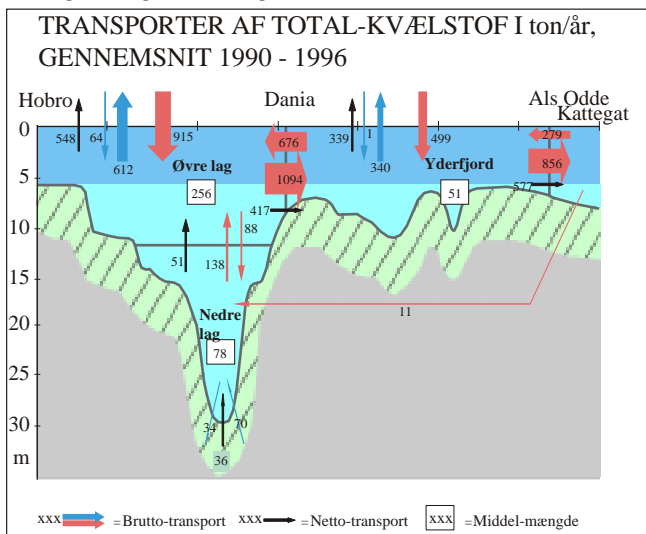 TRANSPORTER AF TOTAL-KVÆLSTOF I ton/år,
GENNEMSNIT 1990 - 1996
Hobro Dania Als Odde
Kattegat
0
548 64 612 915 676 339 1 340 499 279
Øvre lag 1094 Yderfjord 856
5
256 417 51 577
10
88
51 138
15
11
20
Nedre
lag
78
25
30
34 70
m
36
xxx =Brutto-transport xxx =Netto-transport xxx =Middel-mængde